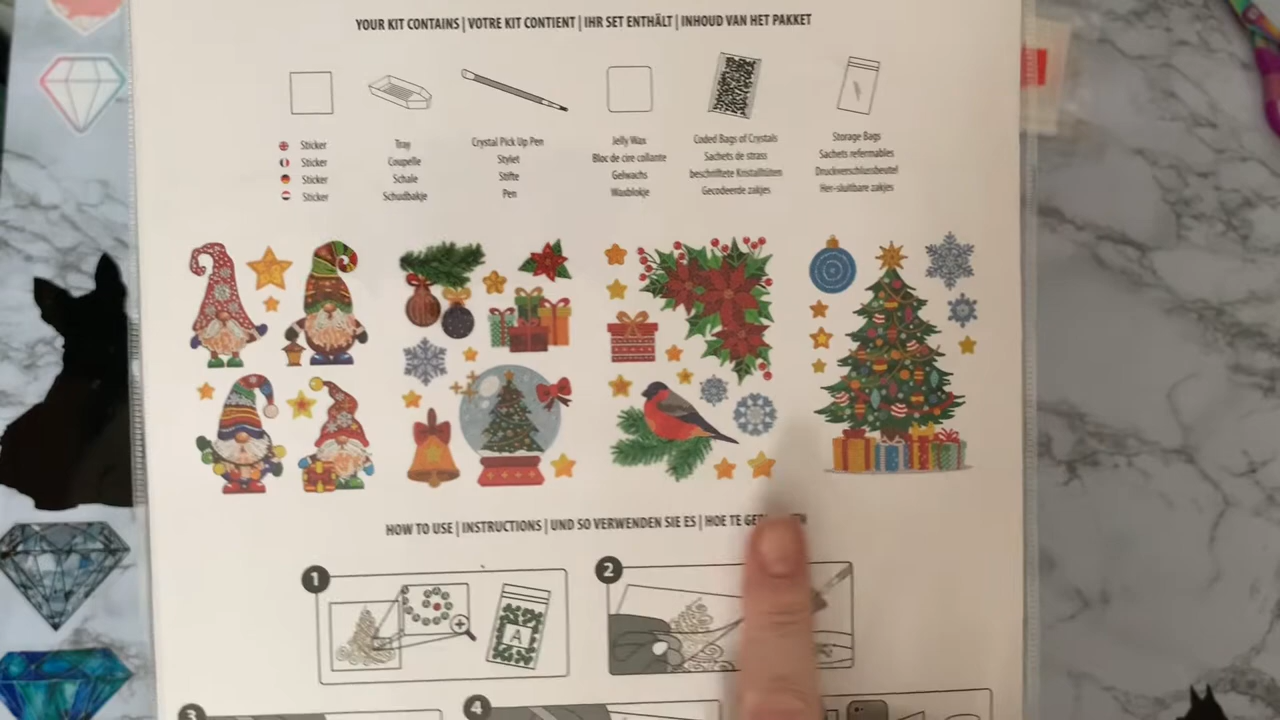 YOUR KIT CONTAINS | VOTRE KIT CONTIENT | IHR SET ENTHÄLT | INHOUD VAN HET PAKKET
Sticker
Sticker
Sticker
Sticker
Tray
Coupelle
Schale
Schudbakje
Crystal Pick Up Pen
Stylet
Stifte
Pen
Jelly Wax
Bloc de cire collante
Gelwachs
Waxblokje
Coded Bags of Crystals
Sachets de strass
beschriftete Kristalltüten
Gecodeerde zakjes
Storage Bags
Sachets refermables
Druckverschlussbeutel
Her-sluitbare zakjes
HOW TO USE | INSTRUCTIONS | UND SO VERWENDEN SIE ES | HOE TE
1
A
2
3
4